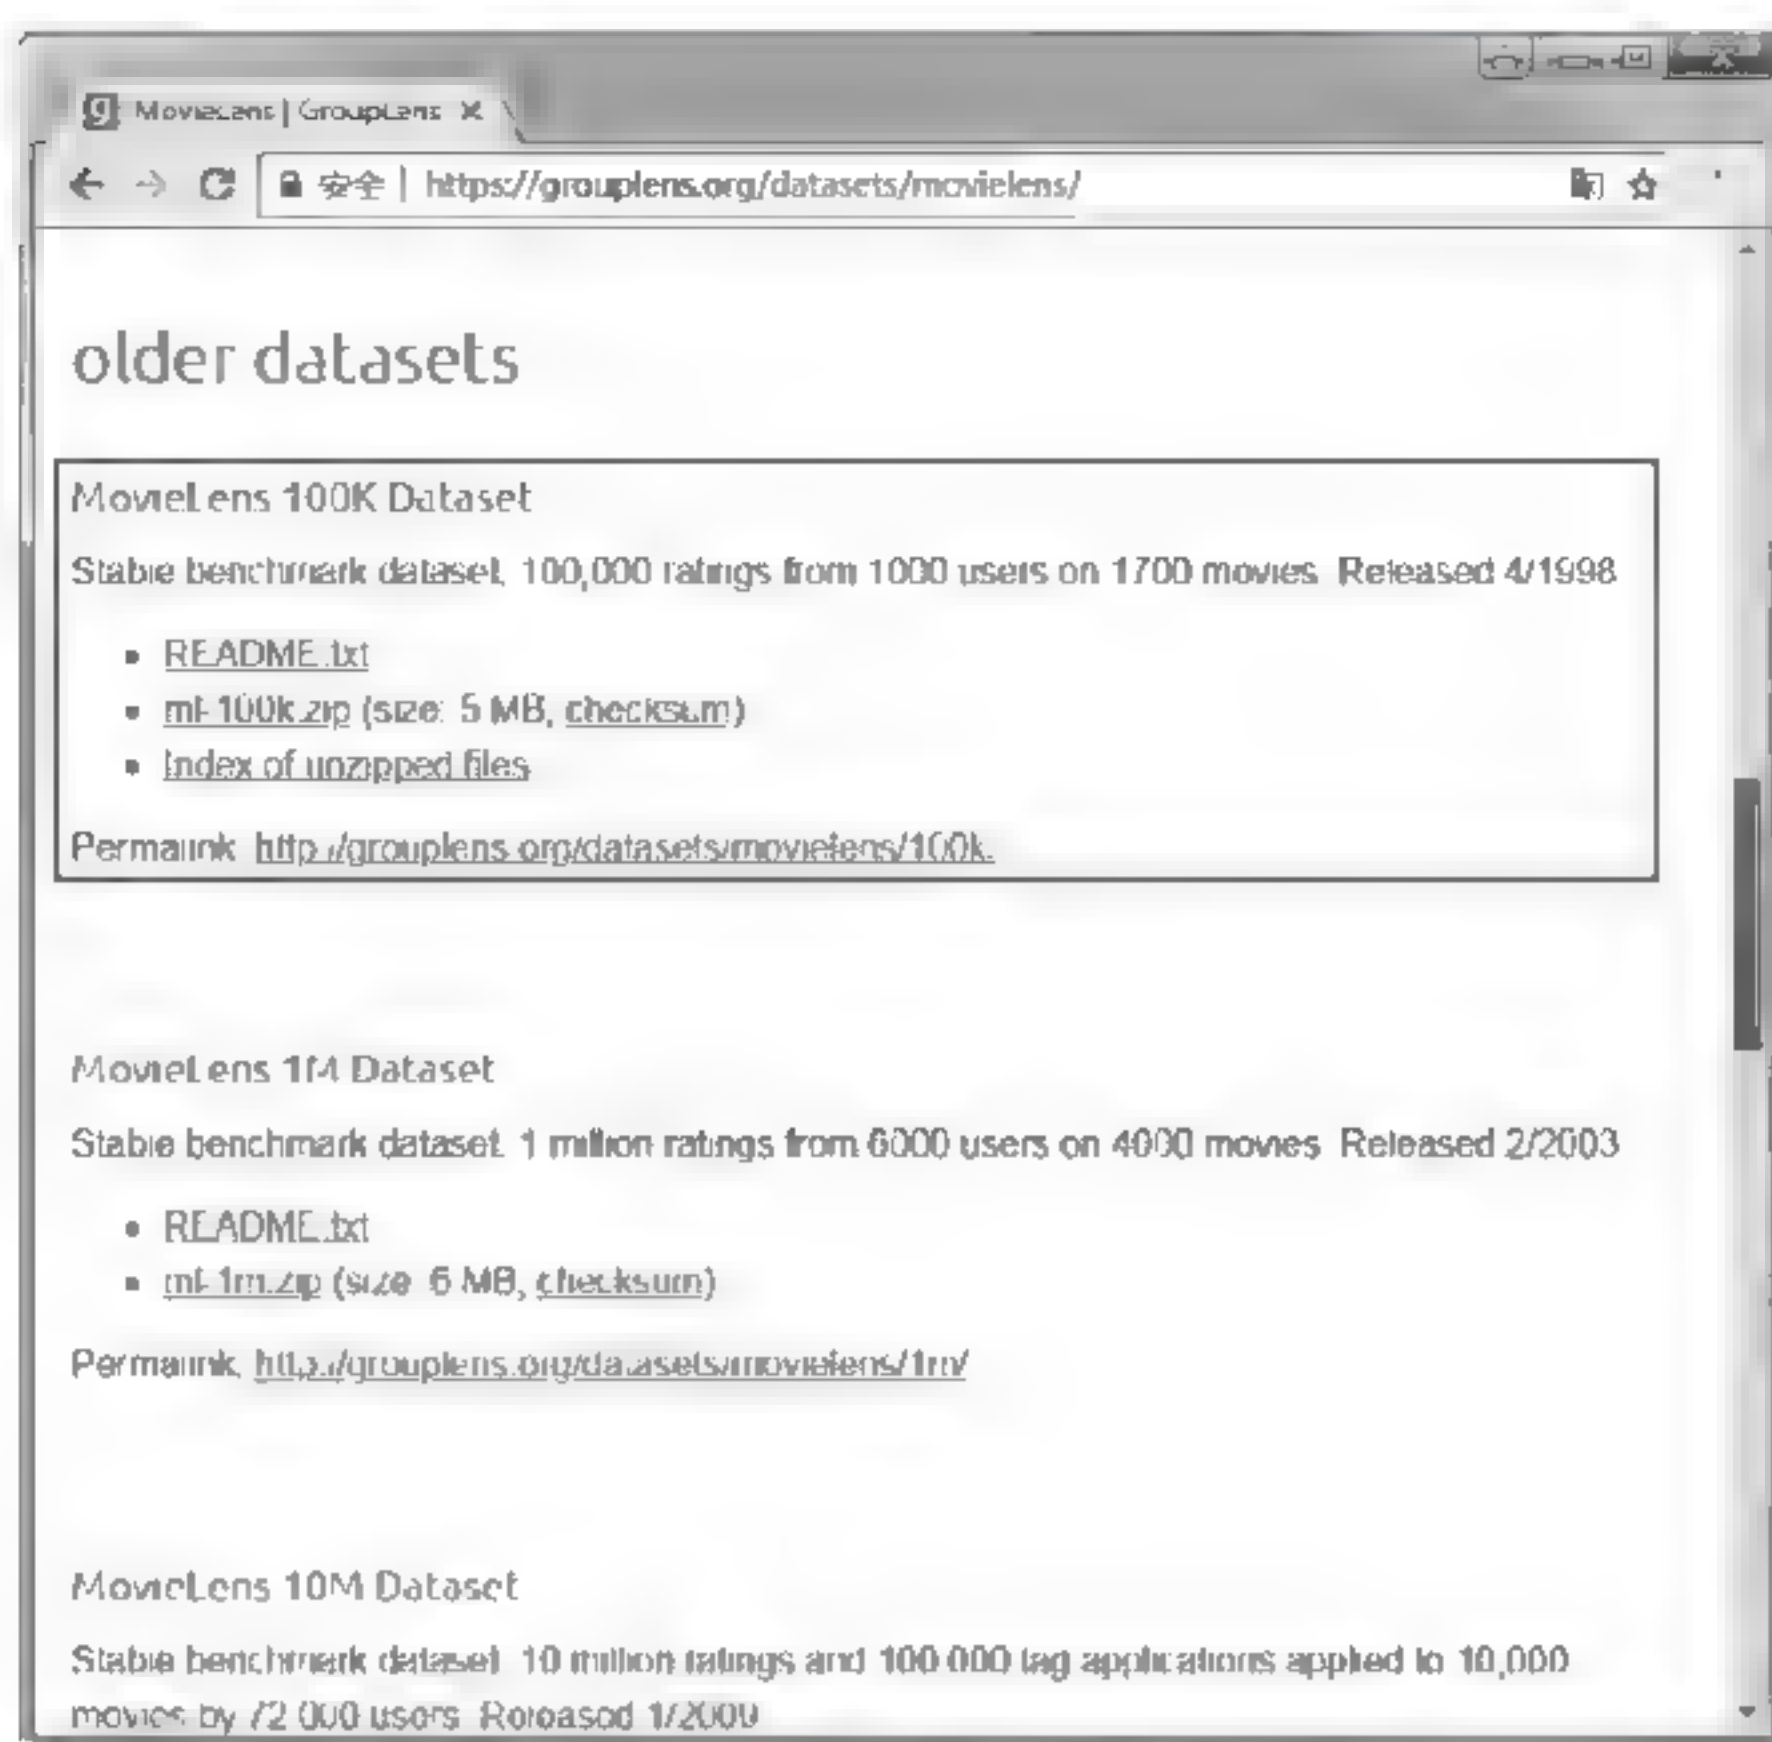 MovieLens | GroupLens
安全 | https://grouplens.org/datasets/movielens/
older datasets
MovieLens 100K Dataset
Stable benchmark dataset. 100,000 ratings from 1000 users on 1700 movies. Released 4/1998
README.txt
ml-100k.zip (size: 5 MB, checksum)
Index of unzipped files
Permalink: http://grouplens.org/datasets/movielens/100k
MovieLens 1M Dataset
Stable benchmark dataset. 1 million ratings from 6000 users on 4000 movies. Released 2/2003
README.txt
ml-1m.zip (size: 6 MB, checksum)
Permalink: http://grouplens.org/datasets/movielens/1m/
MovieLens 10M Dataset
Stable benchmark dataset. 10 million ratings and 100,000 tag applications applied to 10,000
movies by 72,000 users. Released 1/2009